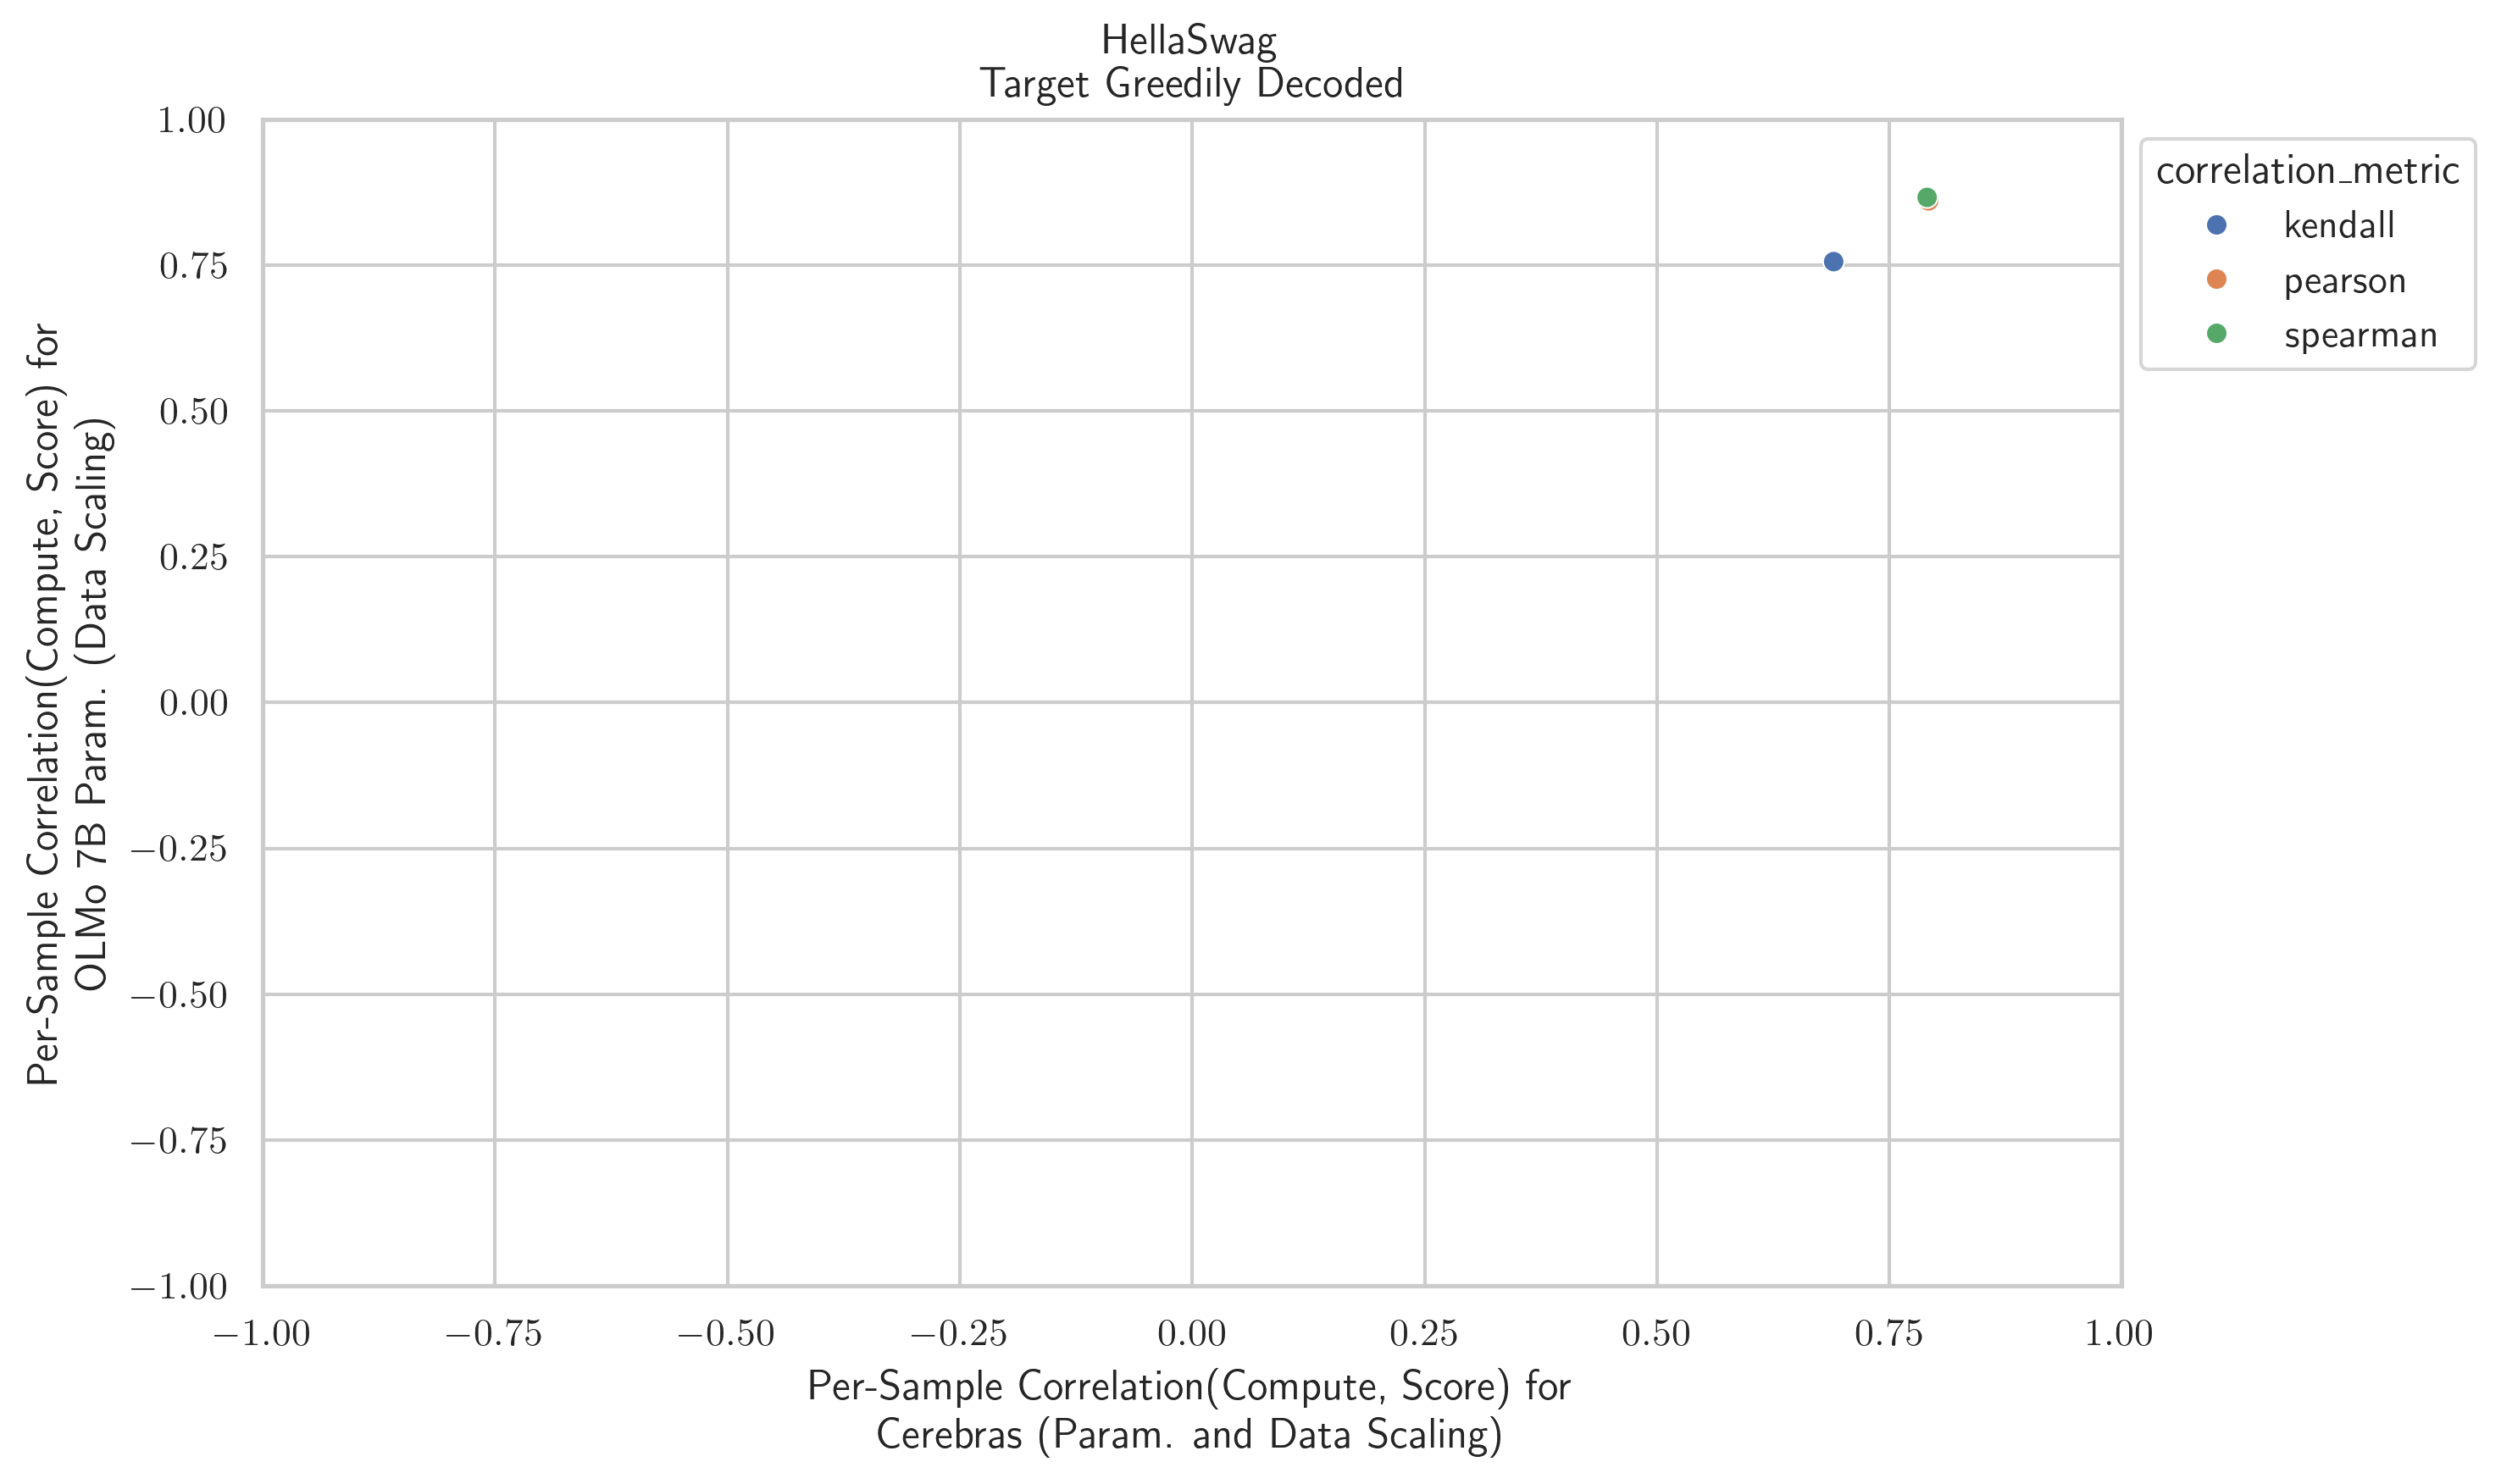 HellaSwag
Target Greedily Decoded
1.00
0.75
0.50
0.25
0.00
−0.25
−0.50
−0.75
−1.00
Per-Sample Correlation(Compute, Score) for
OLMo 7B Param. (Data Scaling)
−1.00 −0.75 −0.50 −0.25 0.00 0.25 0.50 0.75 1.00
Per-Sample Correlation(Compute, Score) for
Cerebras (Param. and Data Scaling)
correlation_metric
kendall
pearson
spearman